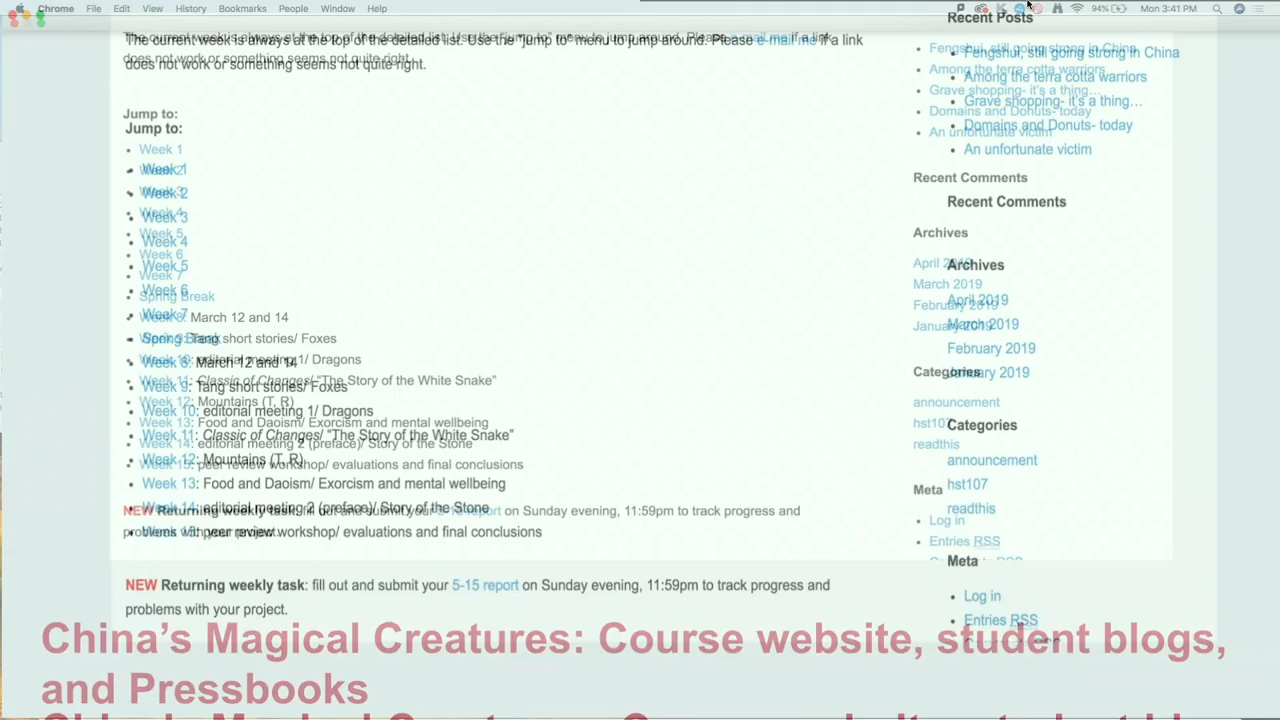 Chrome File Edit View History Bookmarks People Window Help 94% Mon 3:41 PM
The current week is always at the top of the detailed list. Use the "jump to" menu to jump around. Please e-mail me if a link
does not work or something seems not quite right.
Jump to:
Week 1
Week 2
Week 3
Week 4
Week 5
Week 6
Week 7
Spring Break
Week 8: March 12 and 14
Week 9: Tang short stories/ Foxes
Week 10: editorial meeting 1/ Dragons
Week 11: Classic of Changes/ "The Story of the White Snake"
Week 12: Mountains (T, R)
Week 13: Food and Daoism/ Exorcism and mental wellbeing
Week 14: editorial meeting 2 (preface)/ Story of the Stone
Week 15: peer review workshop/ evaluations and final conclusions
NEW Returning weekly task: fill out and submit your 5-15 report on Sunday evening, 11:59pm to track progress and
problems with your project.
Recent Posts
Fengshui, still going strong in China
Among the terra cotta warriors
Grave shopping- it's a thing…
Domains and Donuts- today
An unfortunate victim
Recent Comments
Archives
April 2019
March 2019
February 2019
January 2019
Categories
announcement
hst107
readthis
Meta
Log in
Entries RSS
China's Magical Creatures: Course website, student blogs,
and Pressbooks